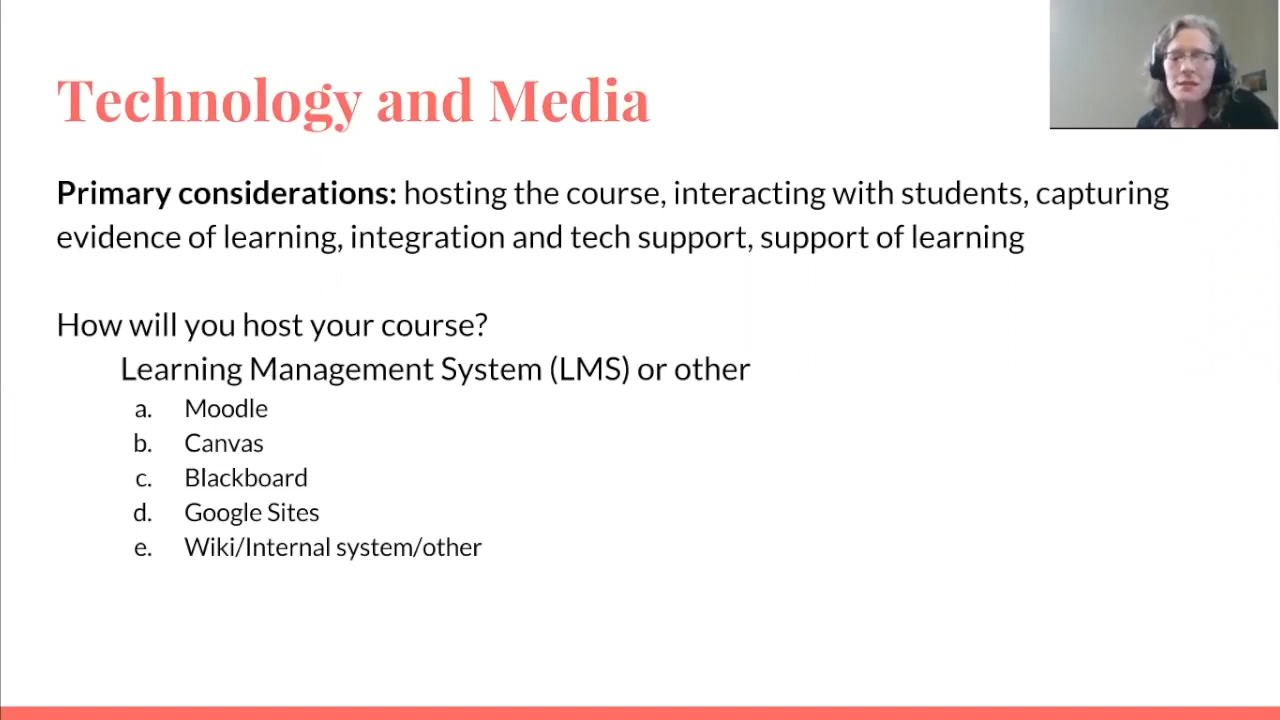 Technology and Media
Primary considerations: hosting the course, interacting with students, capturing
evidence of learning, integration and tech support, support of learning
How will you host your course?
Learning Management System (LMS) or other
a. Moodle
b. Canvas
c. Blackboard
d. Google Sites
e. Wiki/Internal system/other